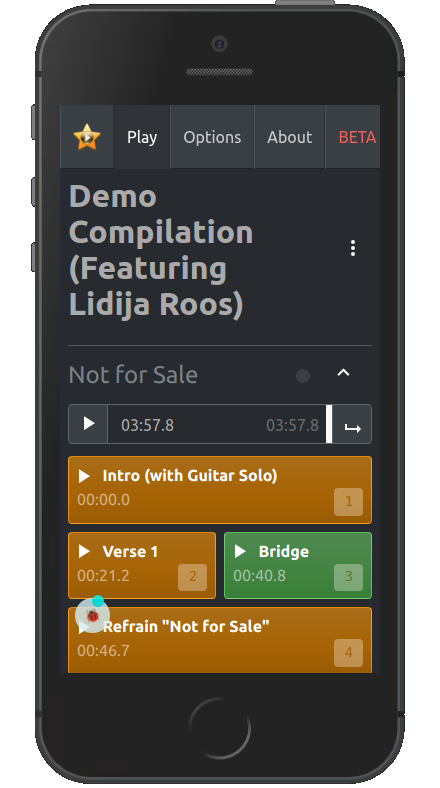 Play Options About BETA
Demo
Compilation
(Featuring
Lidija Roos)
Not for Sale
03:57.8 03:57.8
Intro (with Guitar Solo)
00:00.0 1
Verse 1 Bridge
00:21.2 2 00:40.8 3
Refrain "Not for Sale"
00:46.7 4